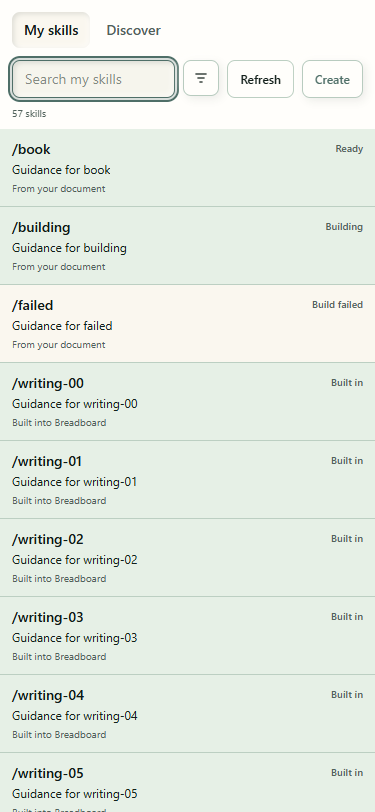 My skills Discover
Search my skills Refresh Create
57 skills
/book Ready
Guidance for book
From your document
/building Building
Guidance for building
From your document
/failed Build failed
Guidance for failed
From your document
/writing-00 Built in
Guidance for writing-00
Built into Breadboard
/writing-01 Built in
Guidance for writing-01
Built into Breadboard
/writing-02 Built in
Guidance for writing-02
Built into Breadboard
/writing-03 Built in
Guidance for writing-03
Built into Breadboard
/writing-04 Built in
Guidance for writing-04
Built into Breadboard
/writing-05 Built in
Guidance for writing-05